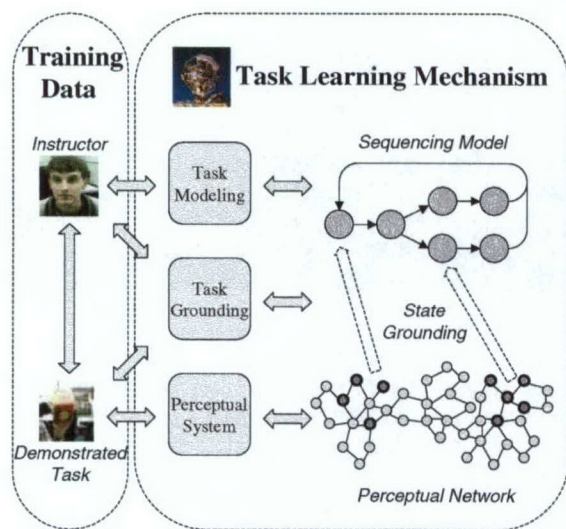 Training
Data
Task Learning Mechanism
Instructor
Sequencing Model
Task
Modeling
Task
Grounding
State
Grounding
Perceptual
System
Demonstrated
Task
Perceptual Network